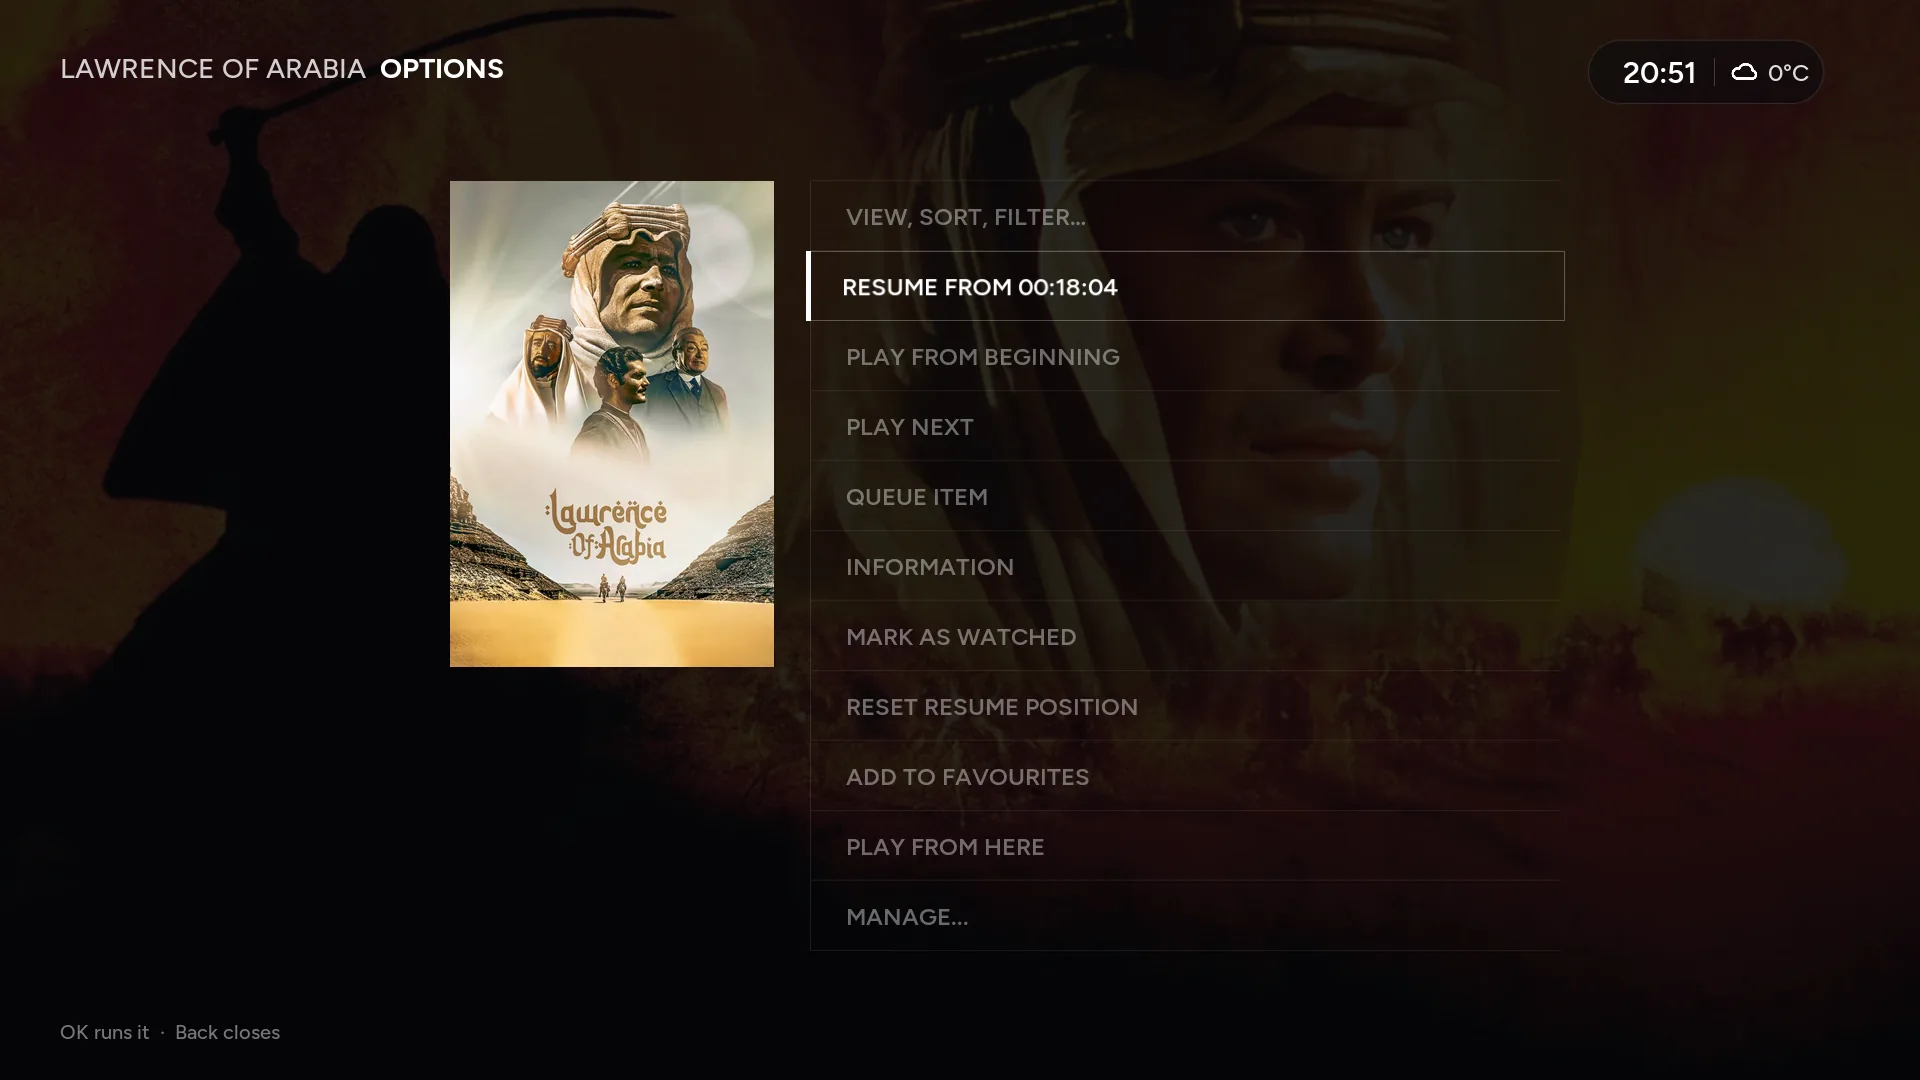 LAWRENCE OF ARABIA OPTIONS
20:51 0°C
VIEW, SORT, FILTER...
RESUME FROM 00:18:04
PLAY FROM BEGINNING
PLAY NEXT
QUEUE ITEM
INFORMATION
MARK AS WATCHED
RESET RESUME POSITION
ADD TO FAVOURITES
PLAY FROM HERE
MANAGE...
Lawrence
Of Arabia
OK runs it · Back closes